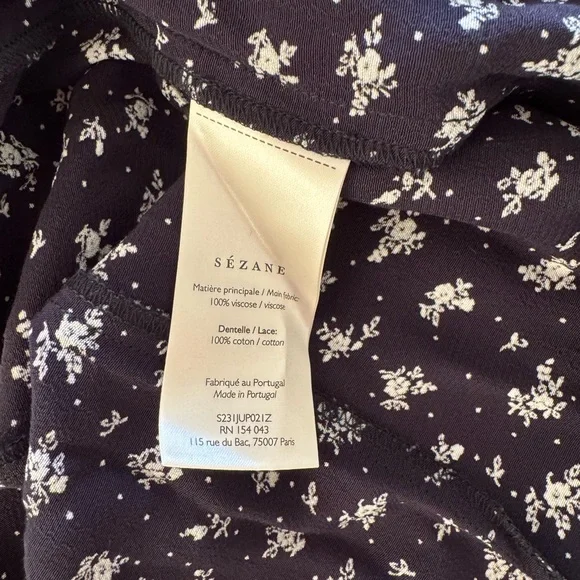 SÉZANE
Matière principale / Main fabric
100% viscose / viscose
Dentelle / Lace:
100% coton / cotton
Fabriqué au Portugal
Made in Portugal
S231JUP021Z
RN 154 043
115 rue du Bac, 75007 Paris